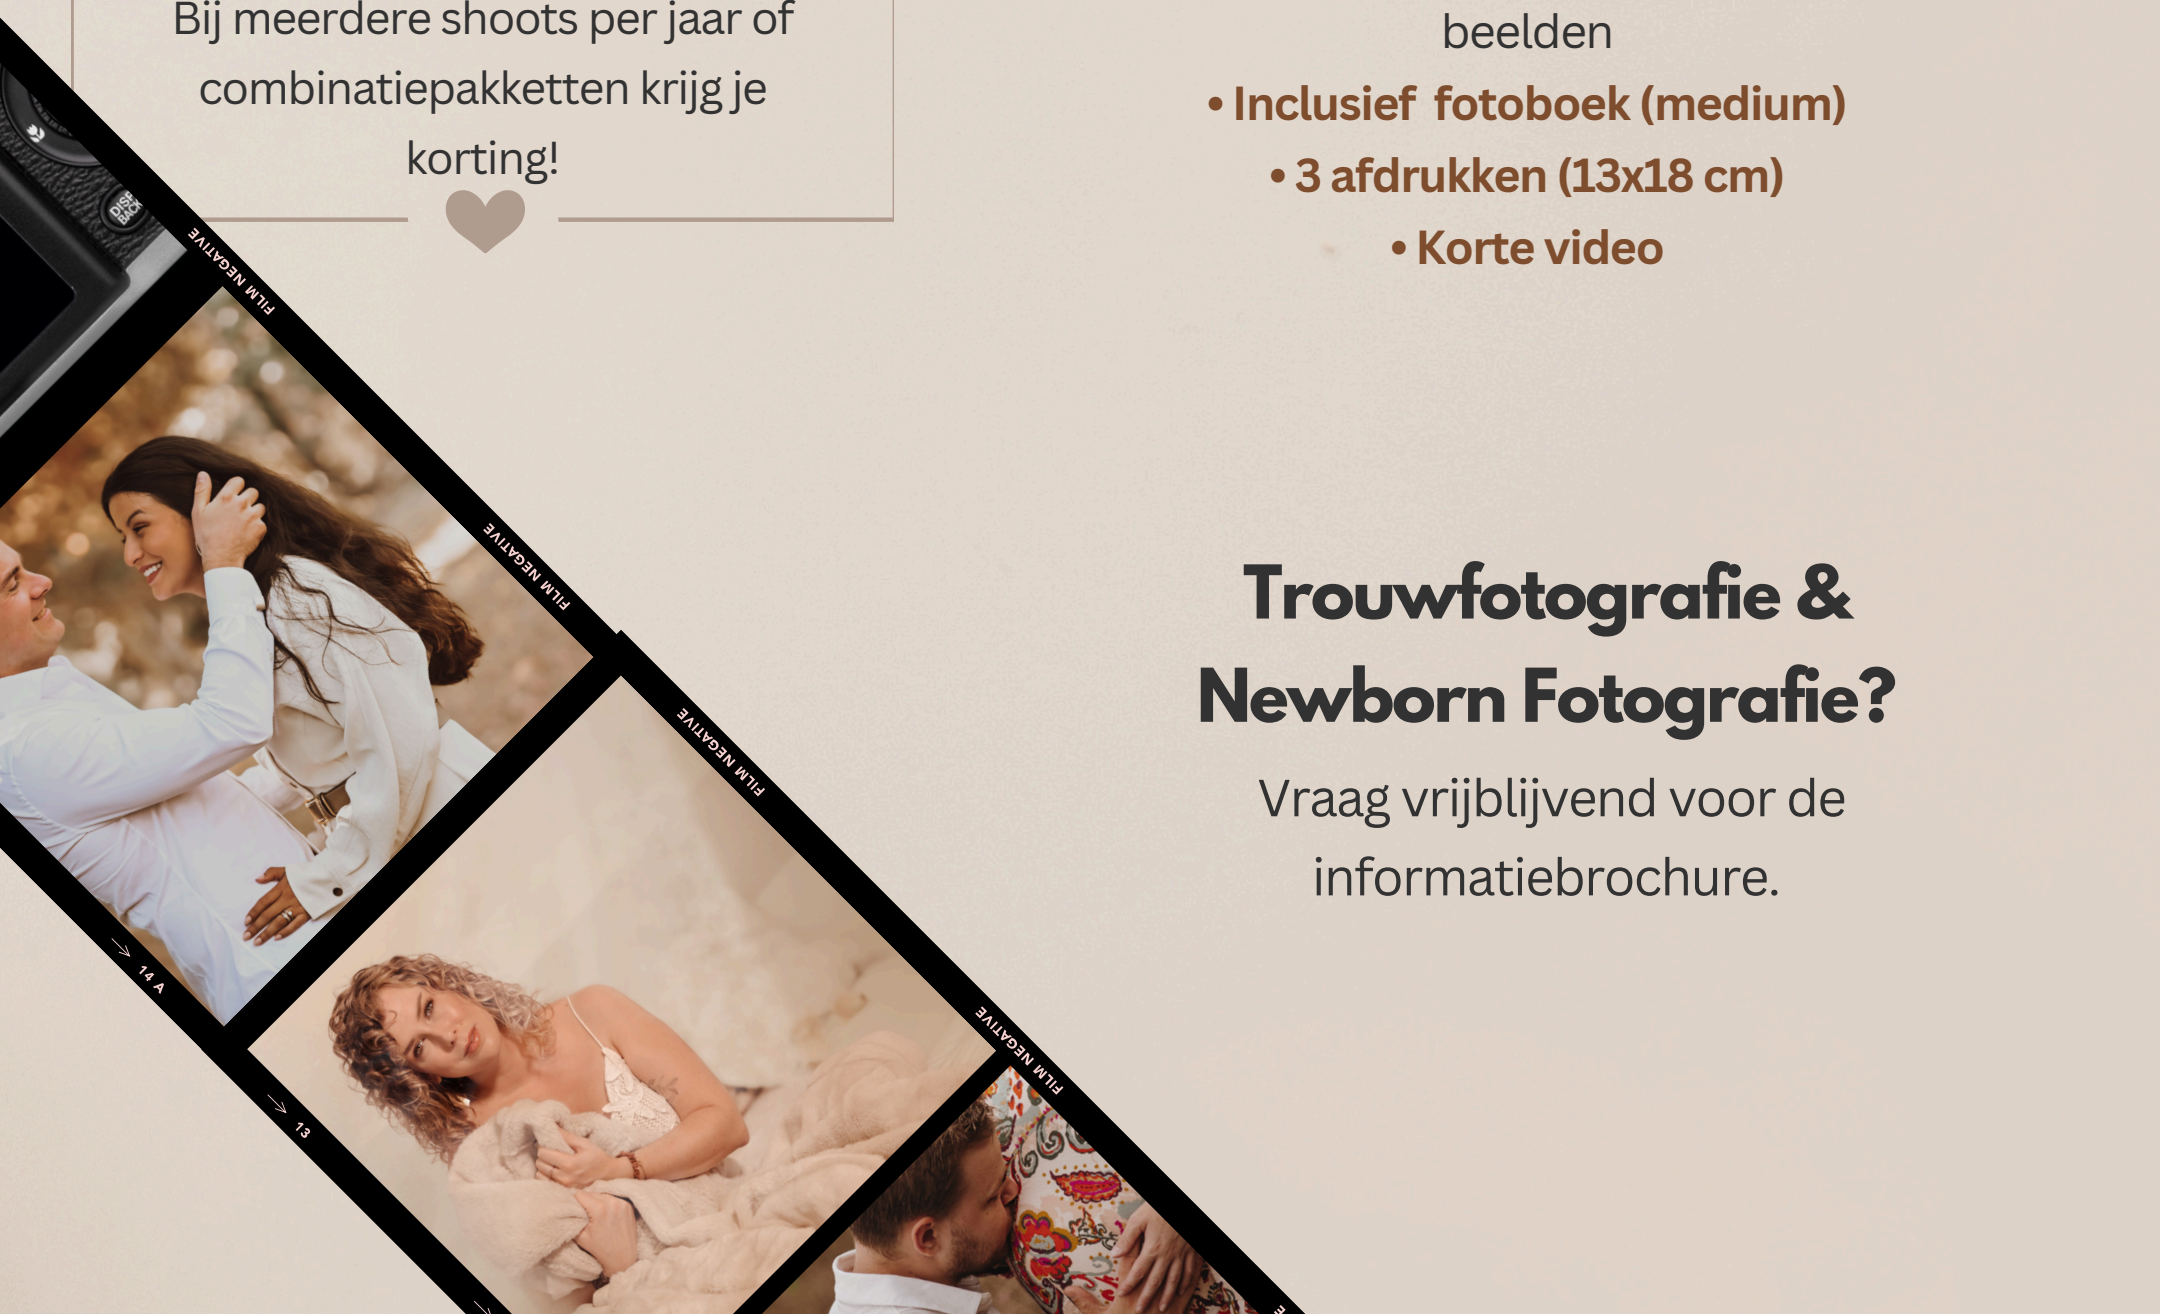 Bij meerdere shoots per jaar of
combinatiepakketten krijg je
korting!
beelden
• Inclusief fotoboek (medium)
• 3 afdrukken (13x18 cm)
• Korte video
Trouwfotografie &
Newborn Fotografie?
Vraag vrijblijvend voor de
informatiebrochure.
DISP
BACK
FILM NEGATIVE
FILM NEGATIVE
FILM NEGATIVE
FILM NEGATIVE
14 A
13